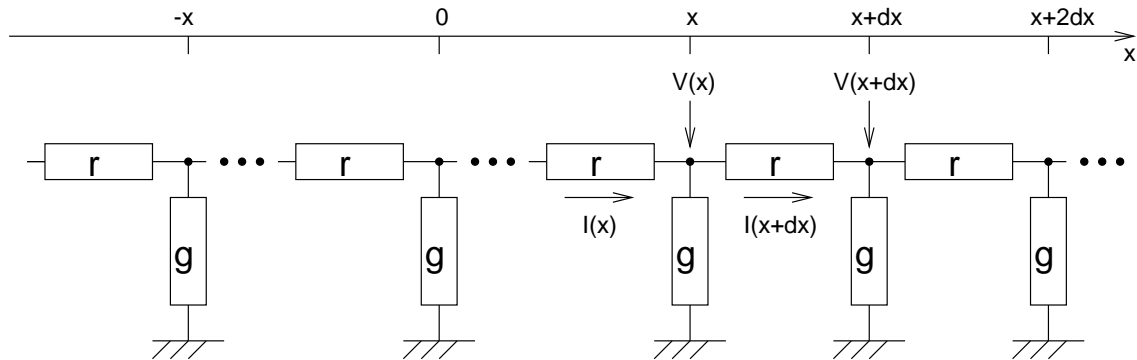 -x 0 x x+dx x+2dx
x
V(x) V(x+dx)
r r r r r
I(x) I(x+dx)
g g g g g